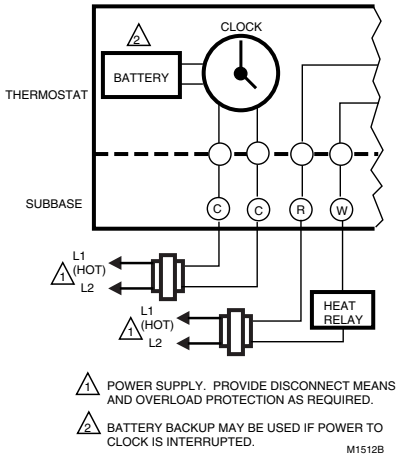 CLOCK
2
BATTERY
THERMOSTAT
SUBBASE
C C R W
L1
(HOT)
1
L2
L1
(HOT)
1
L2
HEAT
RELAY
1 POWER SUPPLY. PROVIDE DISCONNECT MEANS
AND OVERLOAD PROTECTION AS REQUIRED.
2 BATTERY BACKUP MAY BE USED IF POWER TO
CLOCK IS INTERRUPTED.
M1512B